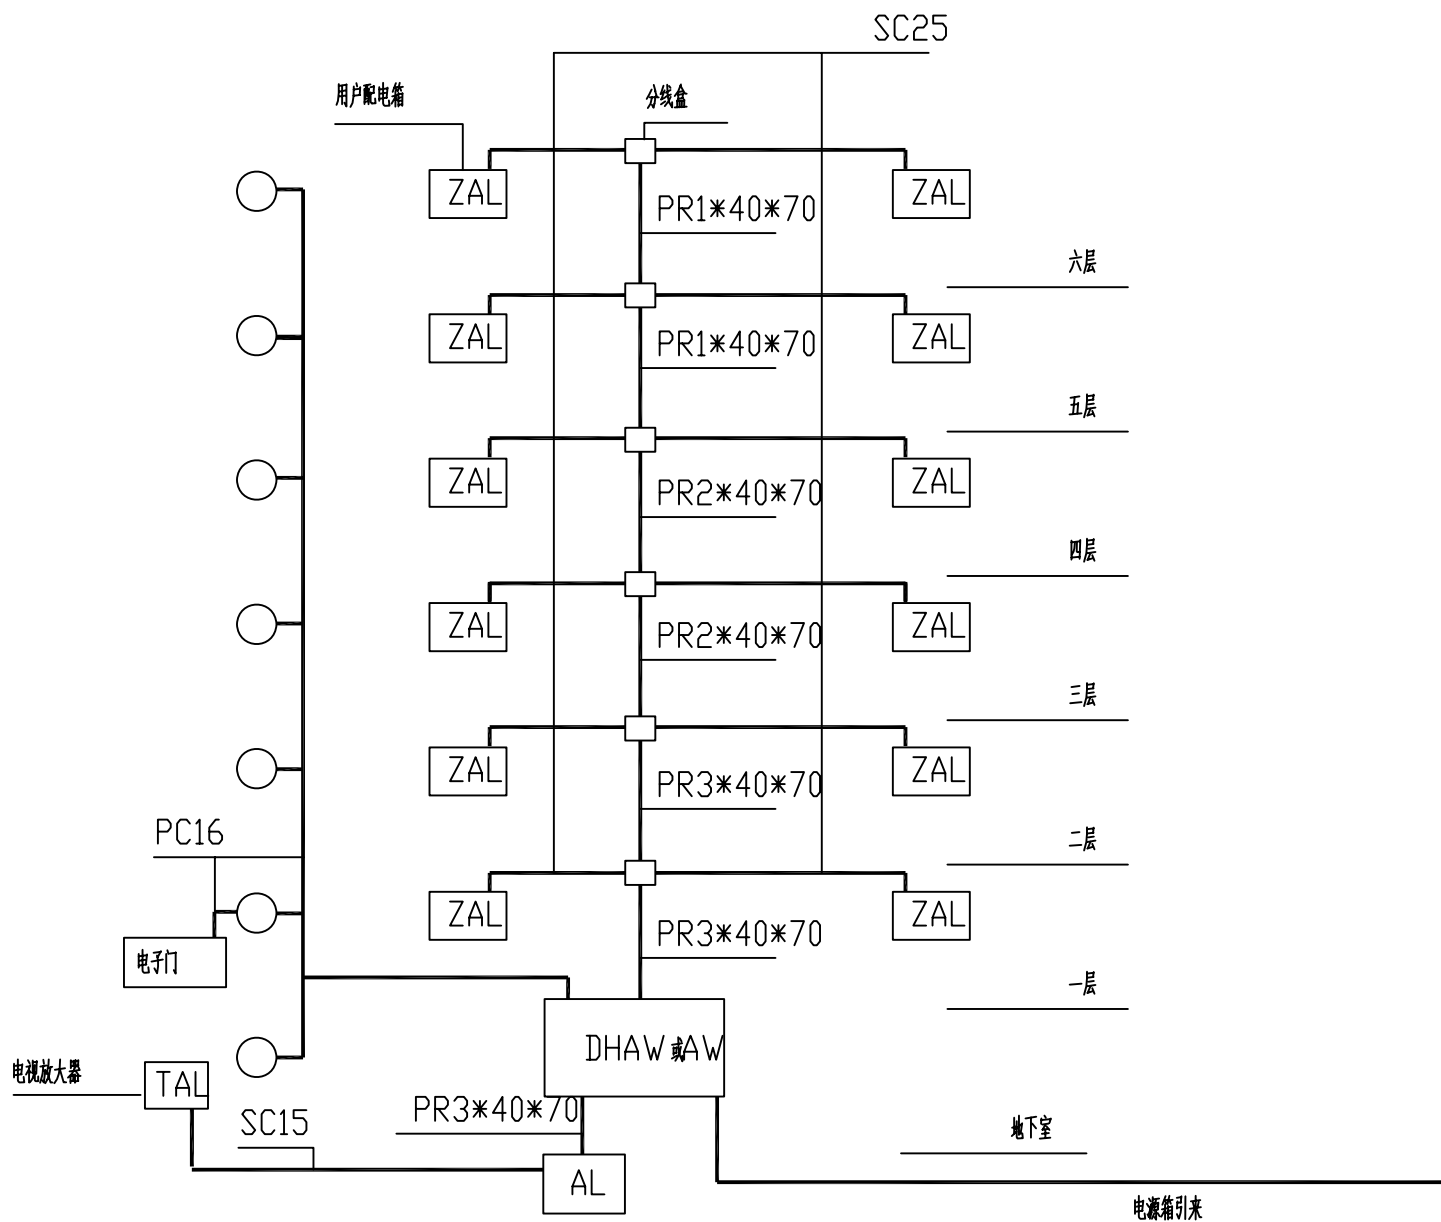 SC25
用户配电箱
分线盒
ZAL
ZAL
PR1*40*70
六层
ZAL
PR1*40*70
ZAL
五层
ZAL
PR2*40*70
ZAL
四层
ZAL
PR2*40*70
ZAL
三层
ZAL
PR3*40*70
ZAL
PC16
二层
ZAL
PR3*40*70
ZAL
电子门
一层
DHAW或AW
电视放大器
TAL
PR3*40*70
SC15
地下室
AL
电源箱引来